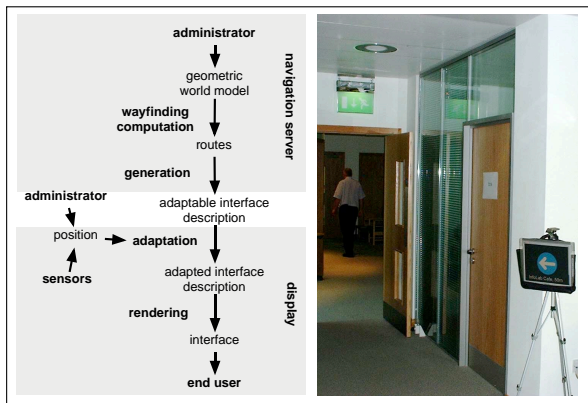 administrator
geometric
world model
wayfinding
computation
routes
generation
navigation server
administrator
adaptable interface
description
position
adaptation
sensors
adapted interface
description
rendering
interface
end user
display